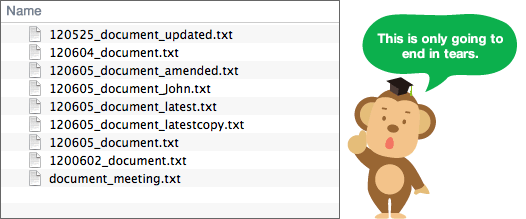 Name
120525_document_updated.txt
120604_document.txt
120605_document_amended.txt
120605_document_John.txt
120605_document_latest.txt
120605_document_latestcopy.txt
120605_document.txt
1200602_document.txt
document_meeting.txt
This is only going to
end in tears.